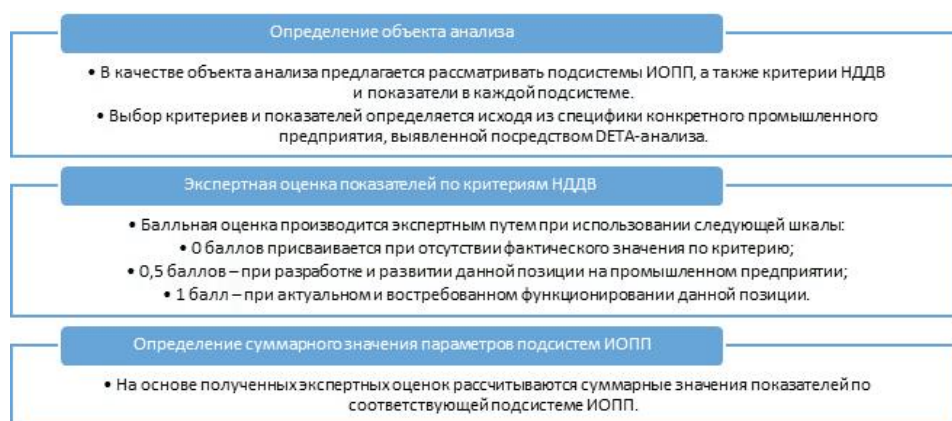 Определение объекта анализа
• В качестве объекта анализа предлагается рассматривать подсистемы ИОПП, а также критерии НДДВ
и показатели в каждой подсистеме.
• Выбор критериев и показателей определяется исходя из специфики конкретного промышленного
предприятия, выявленной посредством DETA-анализа.
Экспертная оценка показателей по критериям НДДВ
• Балльная оценка производится экспертным путем при использовании следующей шкалы:
• 0 баллов присваивается при отсутствии фактического значения по критерию;
• 0,5 баллов – при разработке и развитии данной позиции на промышленном предприятии;
• 1 балл – при актуальном и востребованном функционировании данной позиции.
Определение суммарного значения параметров подсистем ИОПП
• На основе полученных экспертных оценок рассчитываются суммарные значения показателей по
соответствующей подсистеме ИОПП.